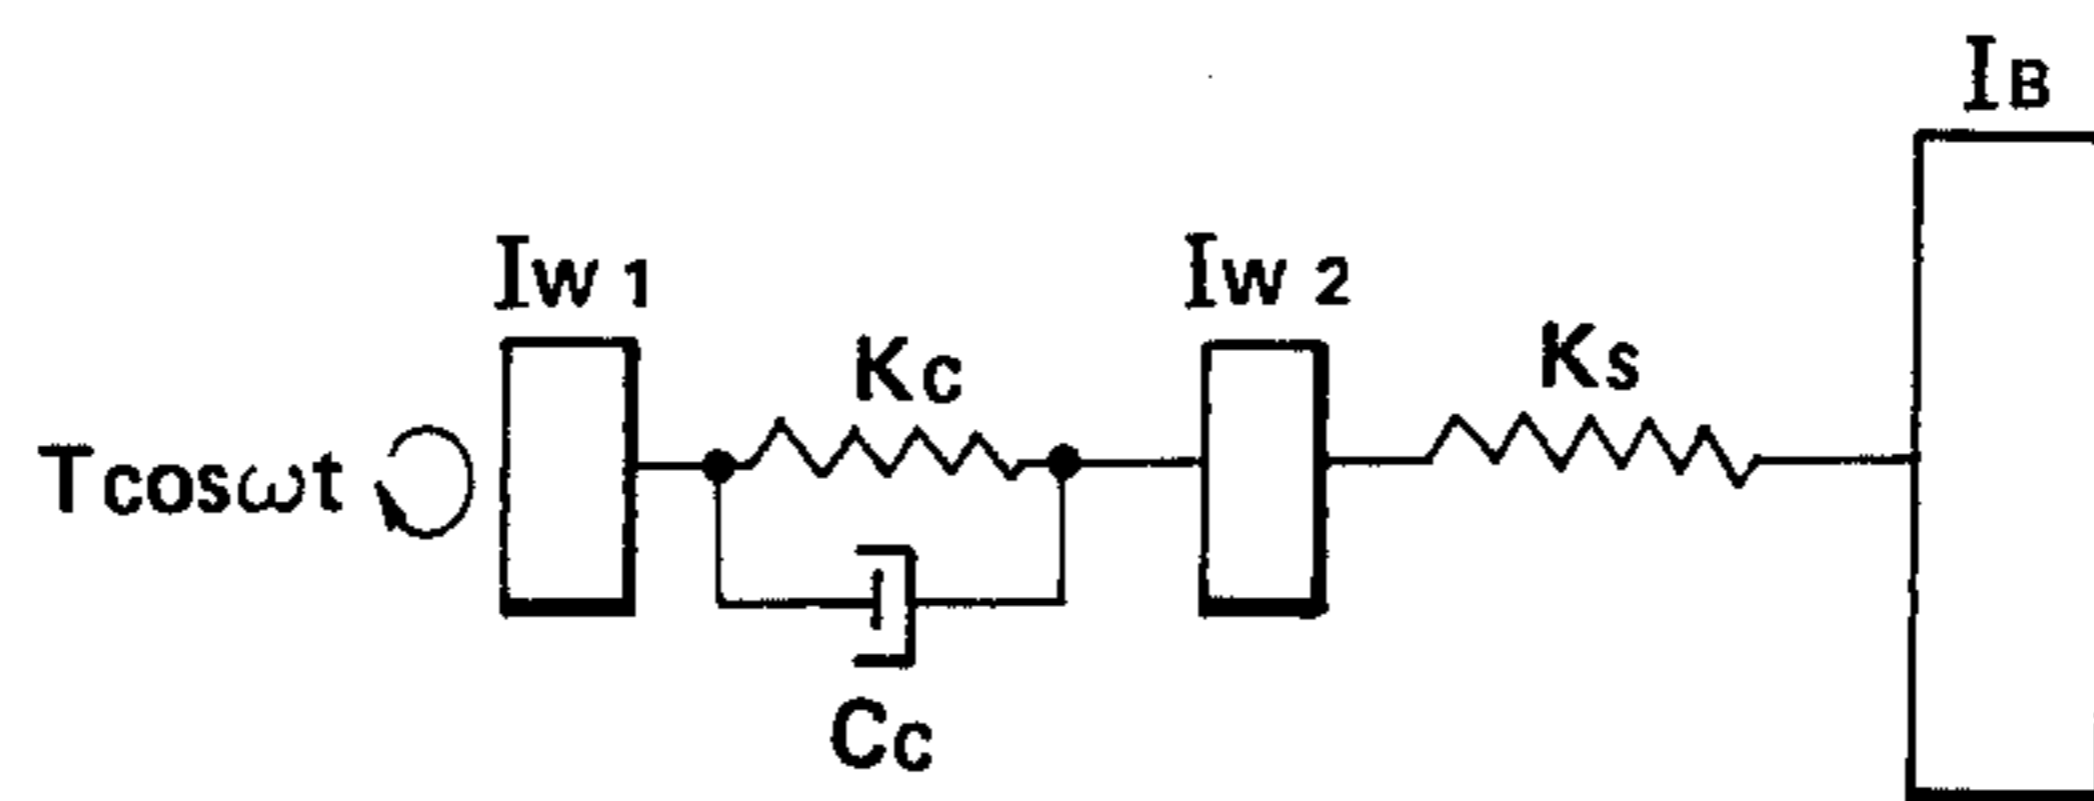 IB
Iw 1
Iw 2
Kc
Ks
Tcosωt
Cc